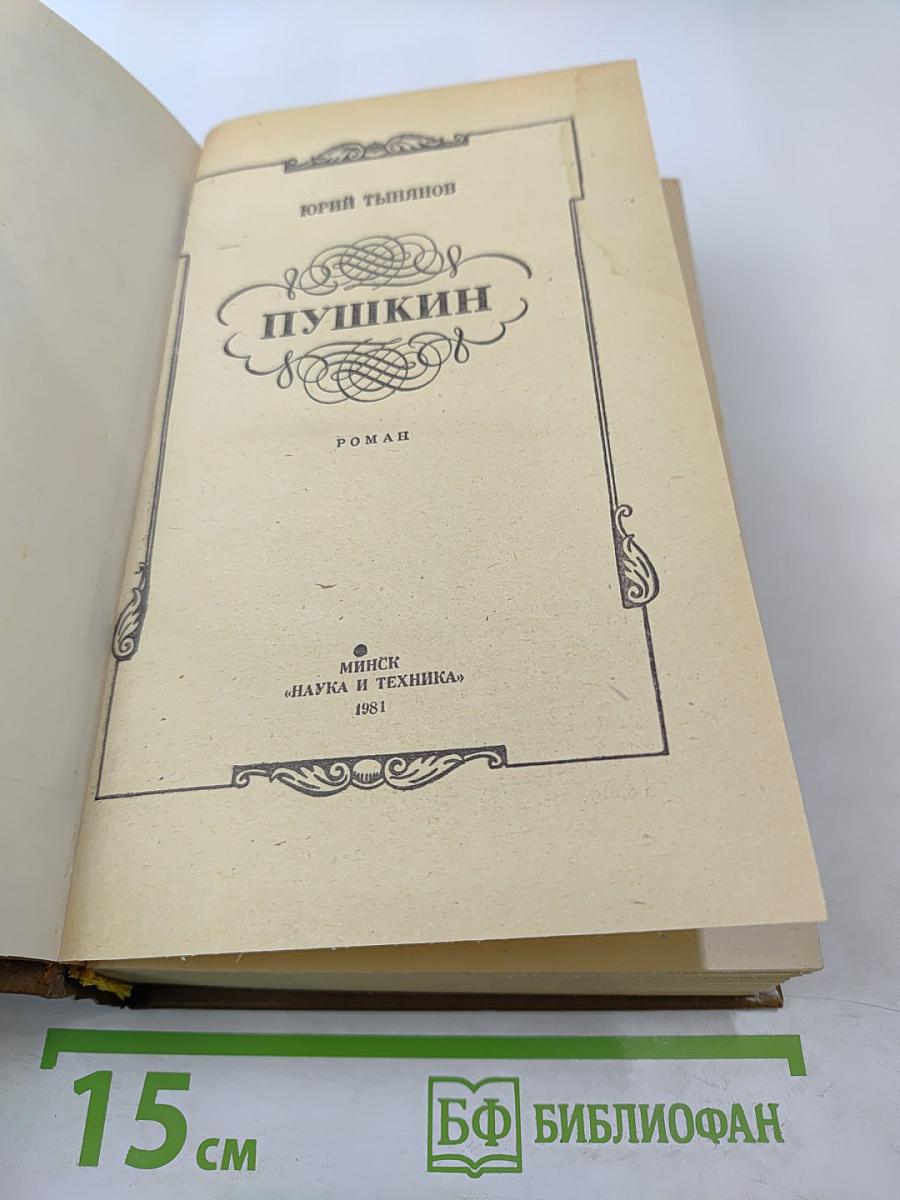 ЮРИЙ ТЫНЯНОВ
ПУШКИН
РОМАН
МИНСК
«НАУКА И ТЕХНИКА»
1981
15 см
БФ БИБЛИОФАН